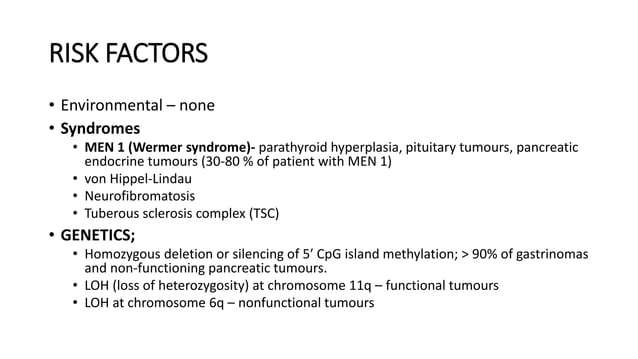 RISK FACTORS
• Environmental – none
• Syndromes
• MEN 1 (Wermer syndrome)- parathyroid hyperplasia, pituitary tumours, pancreatic
endocrine tumours (30-80 % of patient with MEN 1)
• von Hippel-Lindau
• Neurofibromatosis
• Tuberous sclerosis complex (TSC)
• GENETICS;
• Homozygous deletion or silencing of 5’ CpG island methylation; > 90% of gastrinomas
and non-functioning pancreatic tumours.
• LOH (loss of heterozygosity) at chromosome 11q – functional tumours
• LOH at chromosome 6q – nonfunctional tumours